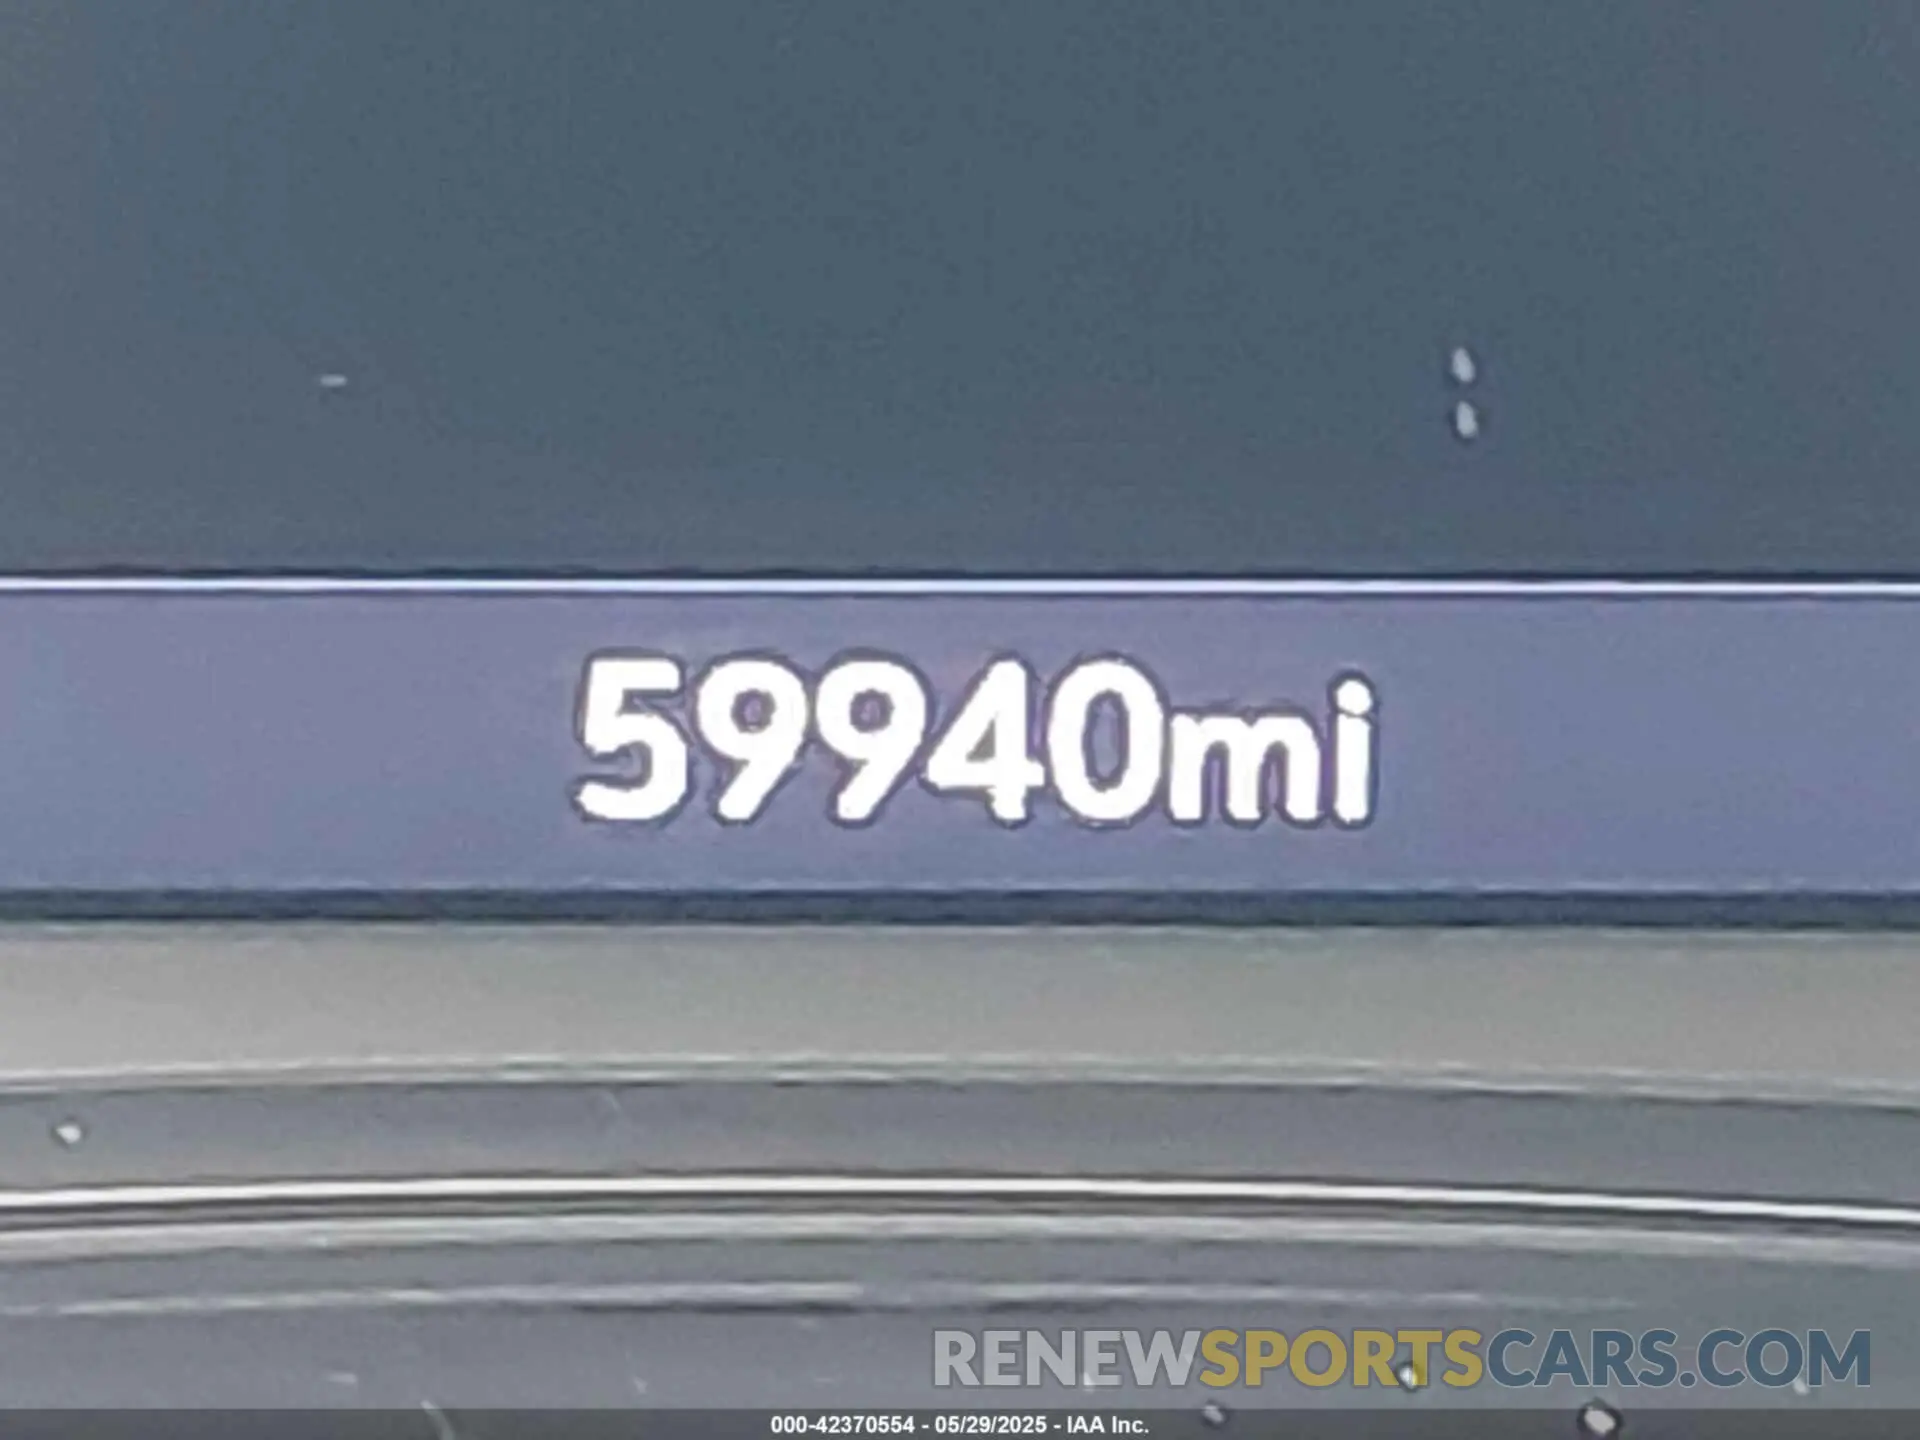 59940mi
RENEWSPORTSCARS.COM
000-42370554 - 05/29/2025 - IAA Inc.